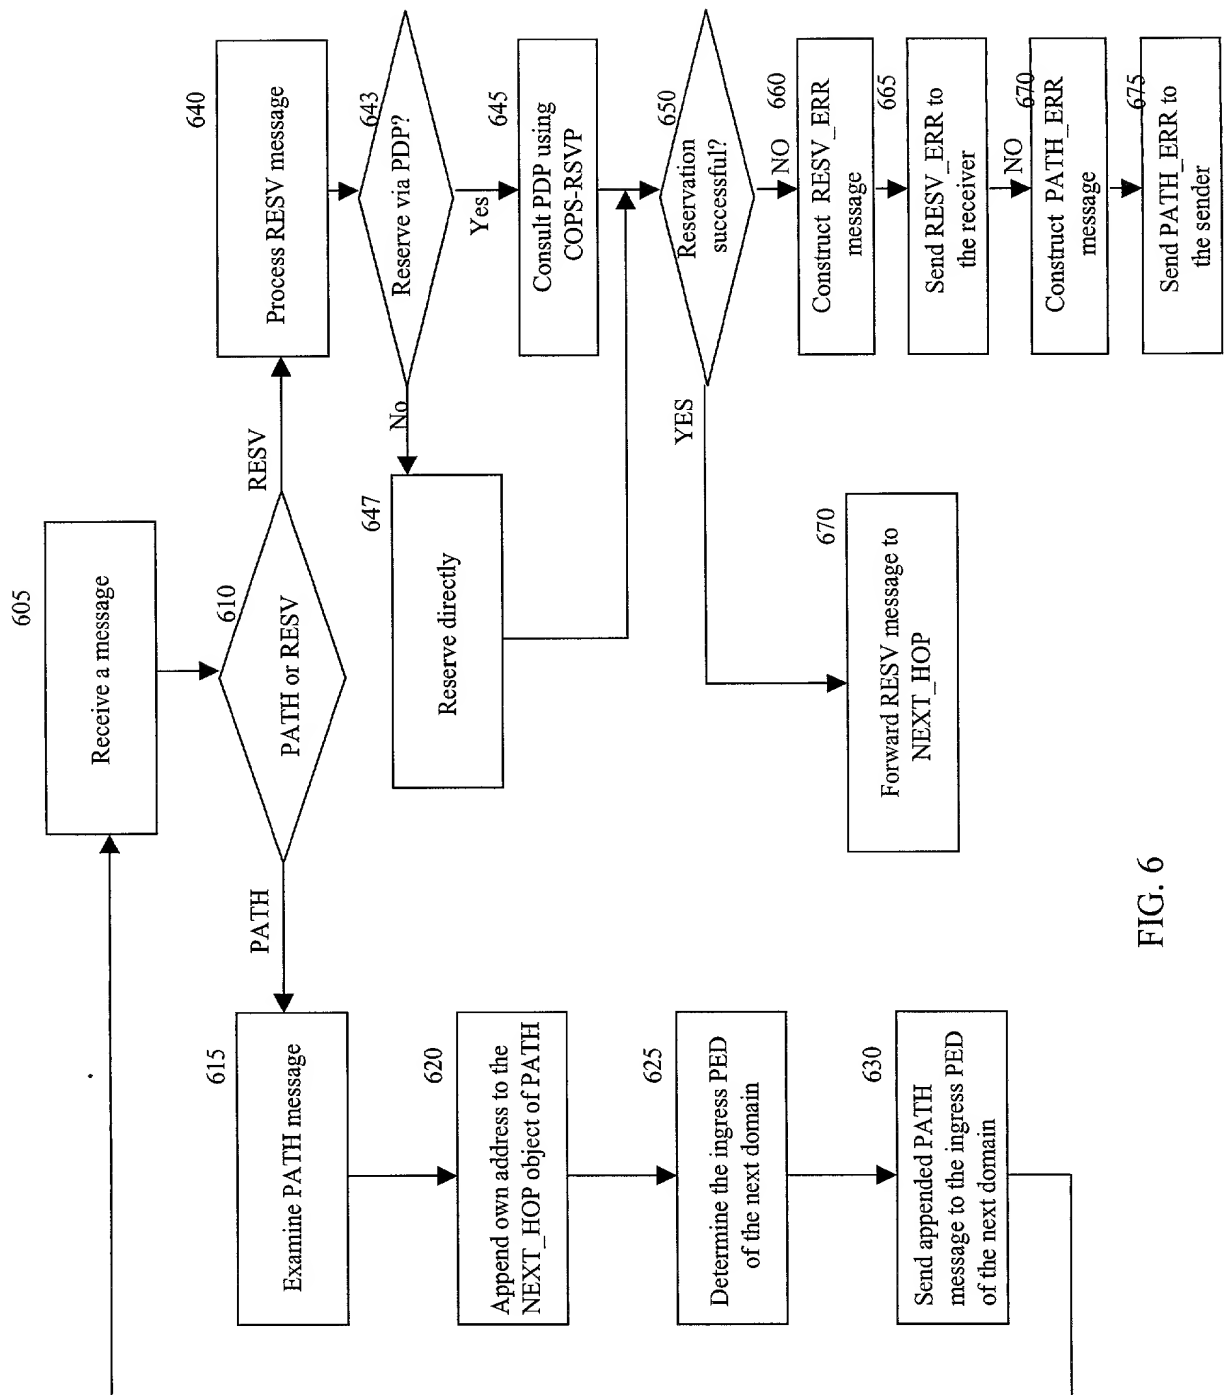 605
Receive a message
610
PATH or RESV
PATH
RESV
615
Examine PATH message
620
Append own address to the
NEXT_HOP object of PATH
625
Determine the ingress PED
of the next domain
630
Send appended PATH
message to the ingress PED
of the next domain
640
Process RESV message
643
Reserve via PDP?
No
Yes
647
Reserve directly
645
Consult PDP using
COPS-RSVP
650
Reservation
successful?
YES
NO
670
Forward RESV message to
NEXT_HOP
660
Construct RESV_ERR
message
665
Send RESV_ERR to
the receiver
NO
670
Construct PATH_ERR
message
675
Send PATH_ERR to
the sender
FIG. 6